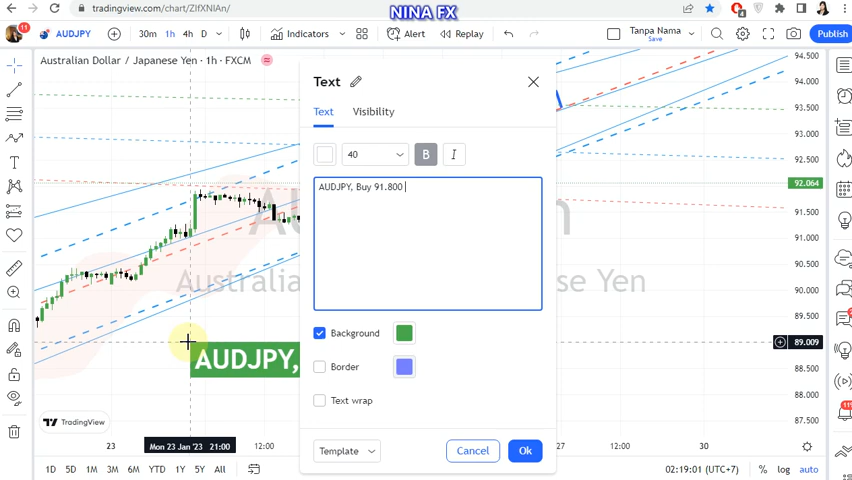 NINA FX
tradingview.com/chart/ZIfXNIAn/
11
AUDJPY
30m
1h
4h
D
Indicators
Alert
Replay
Tanpa Nama
Save
Publish
4
Australian Dollar / Japanese Yen · 1h · FXCM
Text
Text
Visibility
40
B
I
AUDJPY, Buy 91.800
Background
Border
Text wrap
Template
Cancel
Ok
AUDJPY,
Australian
se Yen
94.500
94.000
93.500
93.000
92.500
92.064
91.500
91.000
90.500
90.000
89.500
89.009
88.500
88.000
87.500
TradingView
23
Mon 23 Jan '23 21:00
12:00
27
12:00
30
1D
5D
1M
3M
6M
YTD
1Y
5Y
All
02:19:01 (UTC+7)
%
log
auto